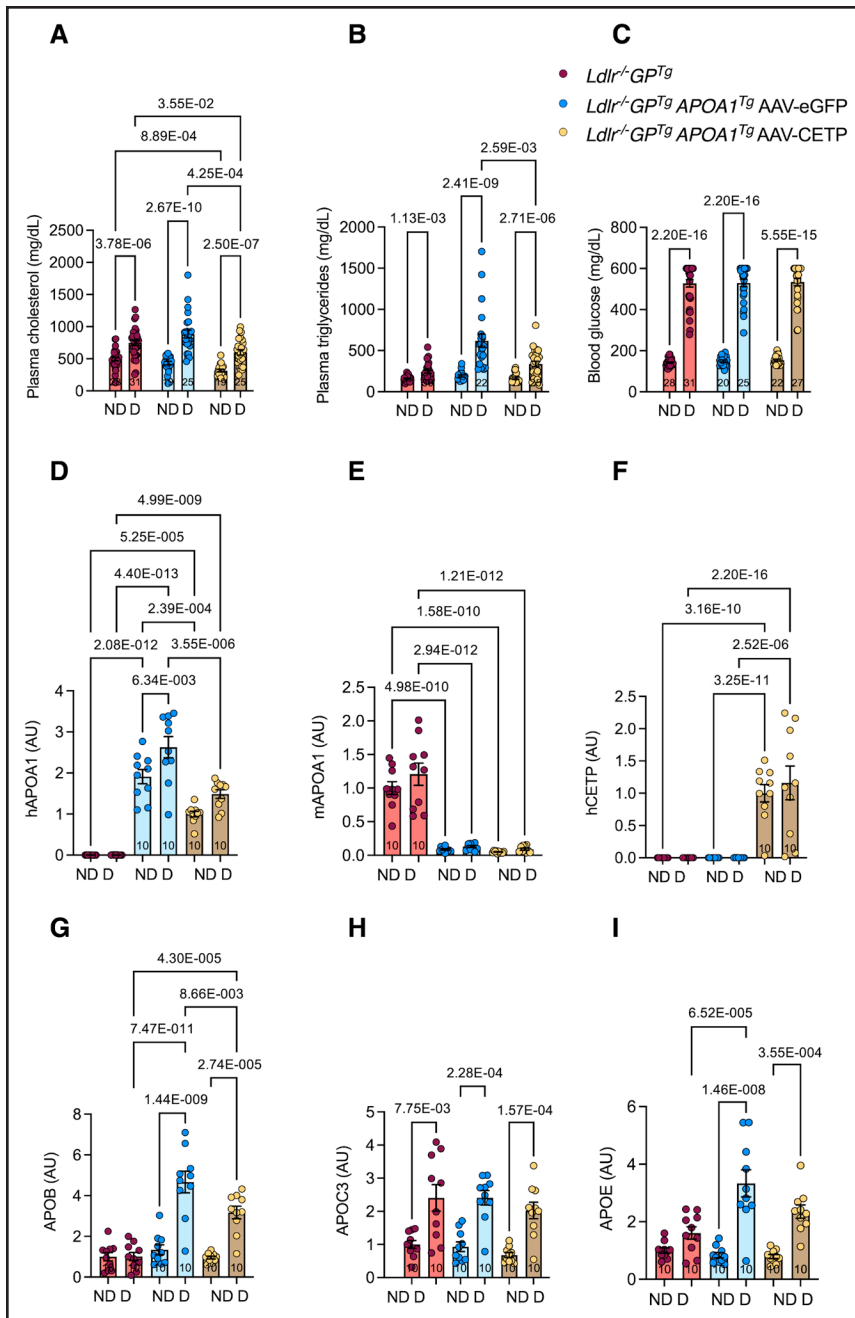 A
B
C
Ldlr-/-GPTg
Ldlr-/-GPTg APOA1Tg AAV-eGFP
Ldlr-/-GPTg APOA1Tg AAV-CETP
3.55E-02
8.89E-04
4.25E-04
2.67E-10
3.78E-06
2.50E-07
Plasma cholesterol (mg/dL)
2500
2000
1500
1000
500
0
31
25
25
ND D
ND D
ND D
2.59E-03
2.41E-09
1.13E-03
2.71E-06
Plasma triglycerides (mg/dL)
2000
1500
1000
500
0
22
ND D
ND D
ND D
2.20E-16
2.20E-16
5.55E-15
Blood glucose (mg/dL)
800
600
400
200
0
28
31
20
25
22
27
ND D
ND D
ND D
D
E
F
4.99E-009
5.25E-005
4.40E-013
2.39E-004
2.08E-012
3.55E-006
6.34E-003
hAPOA1 (AU)
4
3
2
1
0
10
10
10
10
ND D
ND D
ND D
1.21E-012
1.58E-010
2.94E-012
4.98E-010
mAPOA1 (AU)
2.5
2.0
1.5
1.0
0.5
0.0
10
10
ND D
ND D
ND D
2.20E-16
3.16E-10
2.52E-06
3.25E-11
hCETP (AU)
2.5
2.0
1.5
1.0
0.5
0.0
10
10
ND D
ND D
ND D
G
H
I
4.30E-005
8.66E-003
7.47E-011
2.74E-005
1.44E-009
APOB (AU)
8
6
4
2
0
10
10
10
10
10
10
ND D
ND D
ND D
2.28E-04
7.75E-03
1.57E-04
APOC3 (AU)
5
4
3
2
1
0
10
10
10
10
10
10
ND D
ND D
ND D
6.52E-005
3.55E-004
1.46E-008
APOE (AU)
6
4
2
0
10
10
10
10
10
10
ND D
ND D
ND D